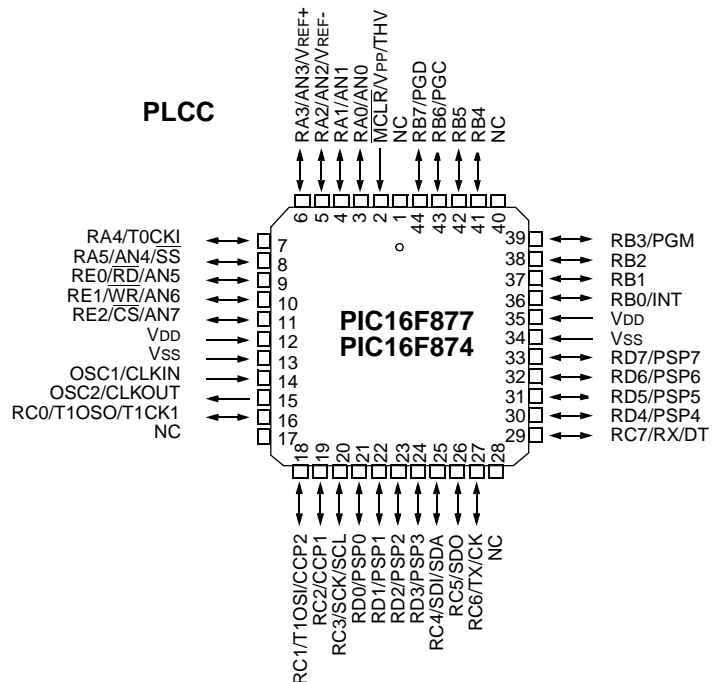 PLCC
RA3/AN3/VREF+
RA2/AN2/VREF-
RA1/AN1
RA0/AN0
MCLR/VPP/THV
NC
RB7/PGD
RB6/PGC
RB5
RB4
NC
6
5
4
3
2
1
44
43
42
41
40
RA4/T0CKI
RA5/AN4/SS
RE0/RD/AN5
RE1/WR/AN6
RE2/CS/AN7
VDD
VSS
OSC1/CLKIN
OSC2/CLKOUT
RC0/T1OSO/T1CK1
NC
7
8
9
10
11
12
13
14
15
16
17
PIC16F877
PIC16F874
39
38
37
36
35
34
33
32
31
30
29
RB3/PGM
RB2
RB1
RB0/INT
VDD
VSS
RD7/PSP7
RD6/PSP6
RD5/PSP5
RD4/PSP4
RC7/RX/DT
18
19
20
21
22
23
24
25
26
27
28
RC1/T1OSI/CCP2
RC2/CCP1
RC3/SCK/SCL
RD0/PSP0
RD1/PSP1
RD2/PSP2
RD3/PSP3
RC4/SDI/SDA
RC5/SDO
RC6/TX/CK
NC